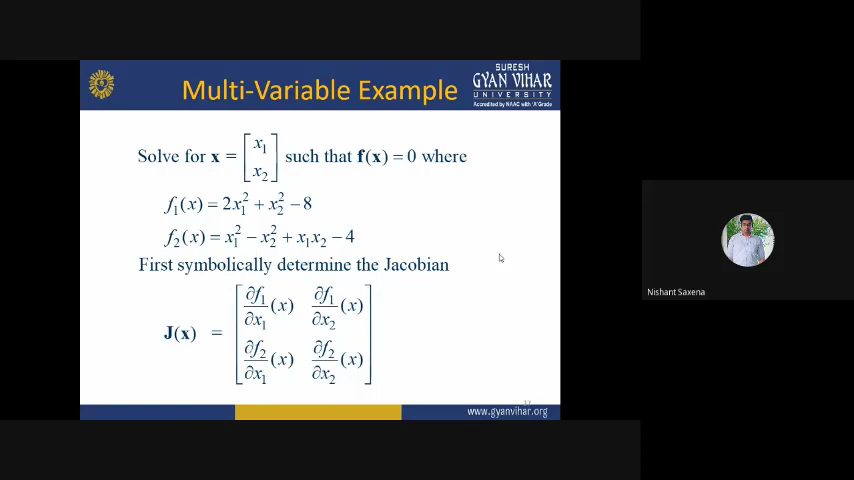 SURESH
GYAN VIHAR
UNIVERSITY
Accredited by NAAC with 'A' Grade
Multi-Variable Example
Solve for x = [x₁ x₂] such that f(x) = 0 where
f₁(x) = 2x₁² + x₂² − 8
f₂(x) = x₁² − x₂² + x₁x₂ − 4
First symbolically determine the Jacobian
J(x) = [∂f₁/∂x₁ (x) ∂f₁/∂x₂ (x)
∂f₂/∂x₁ (x) ∂f₂/∂x₂ (x)]
www.gyanvihar.org
Nishant Saxena